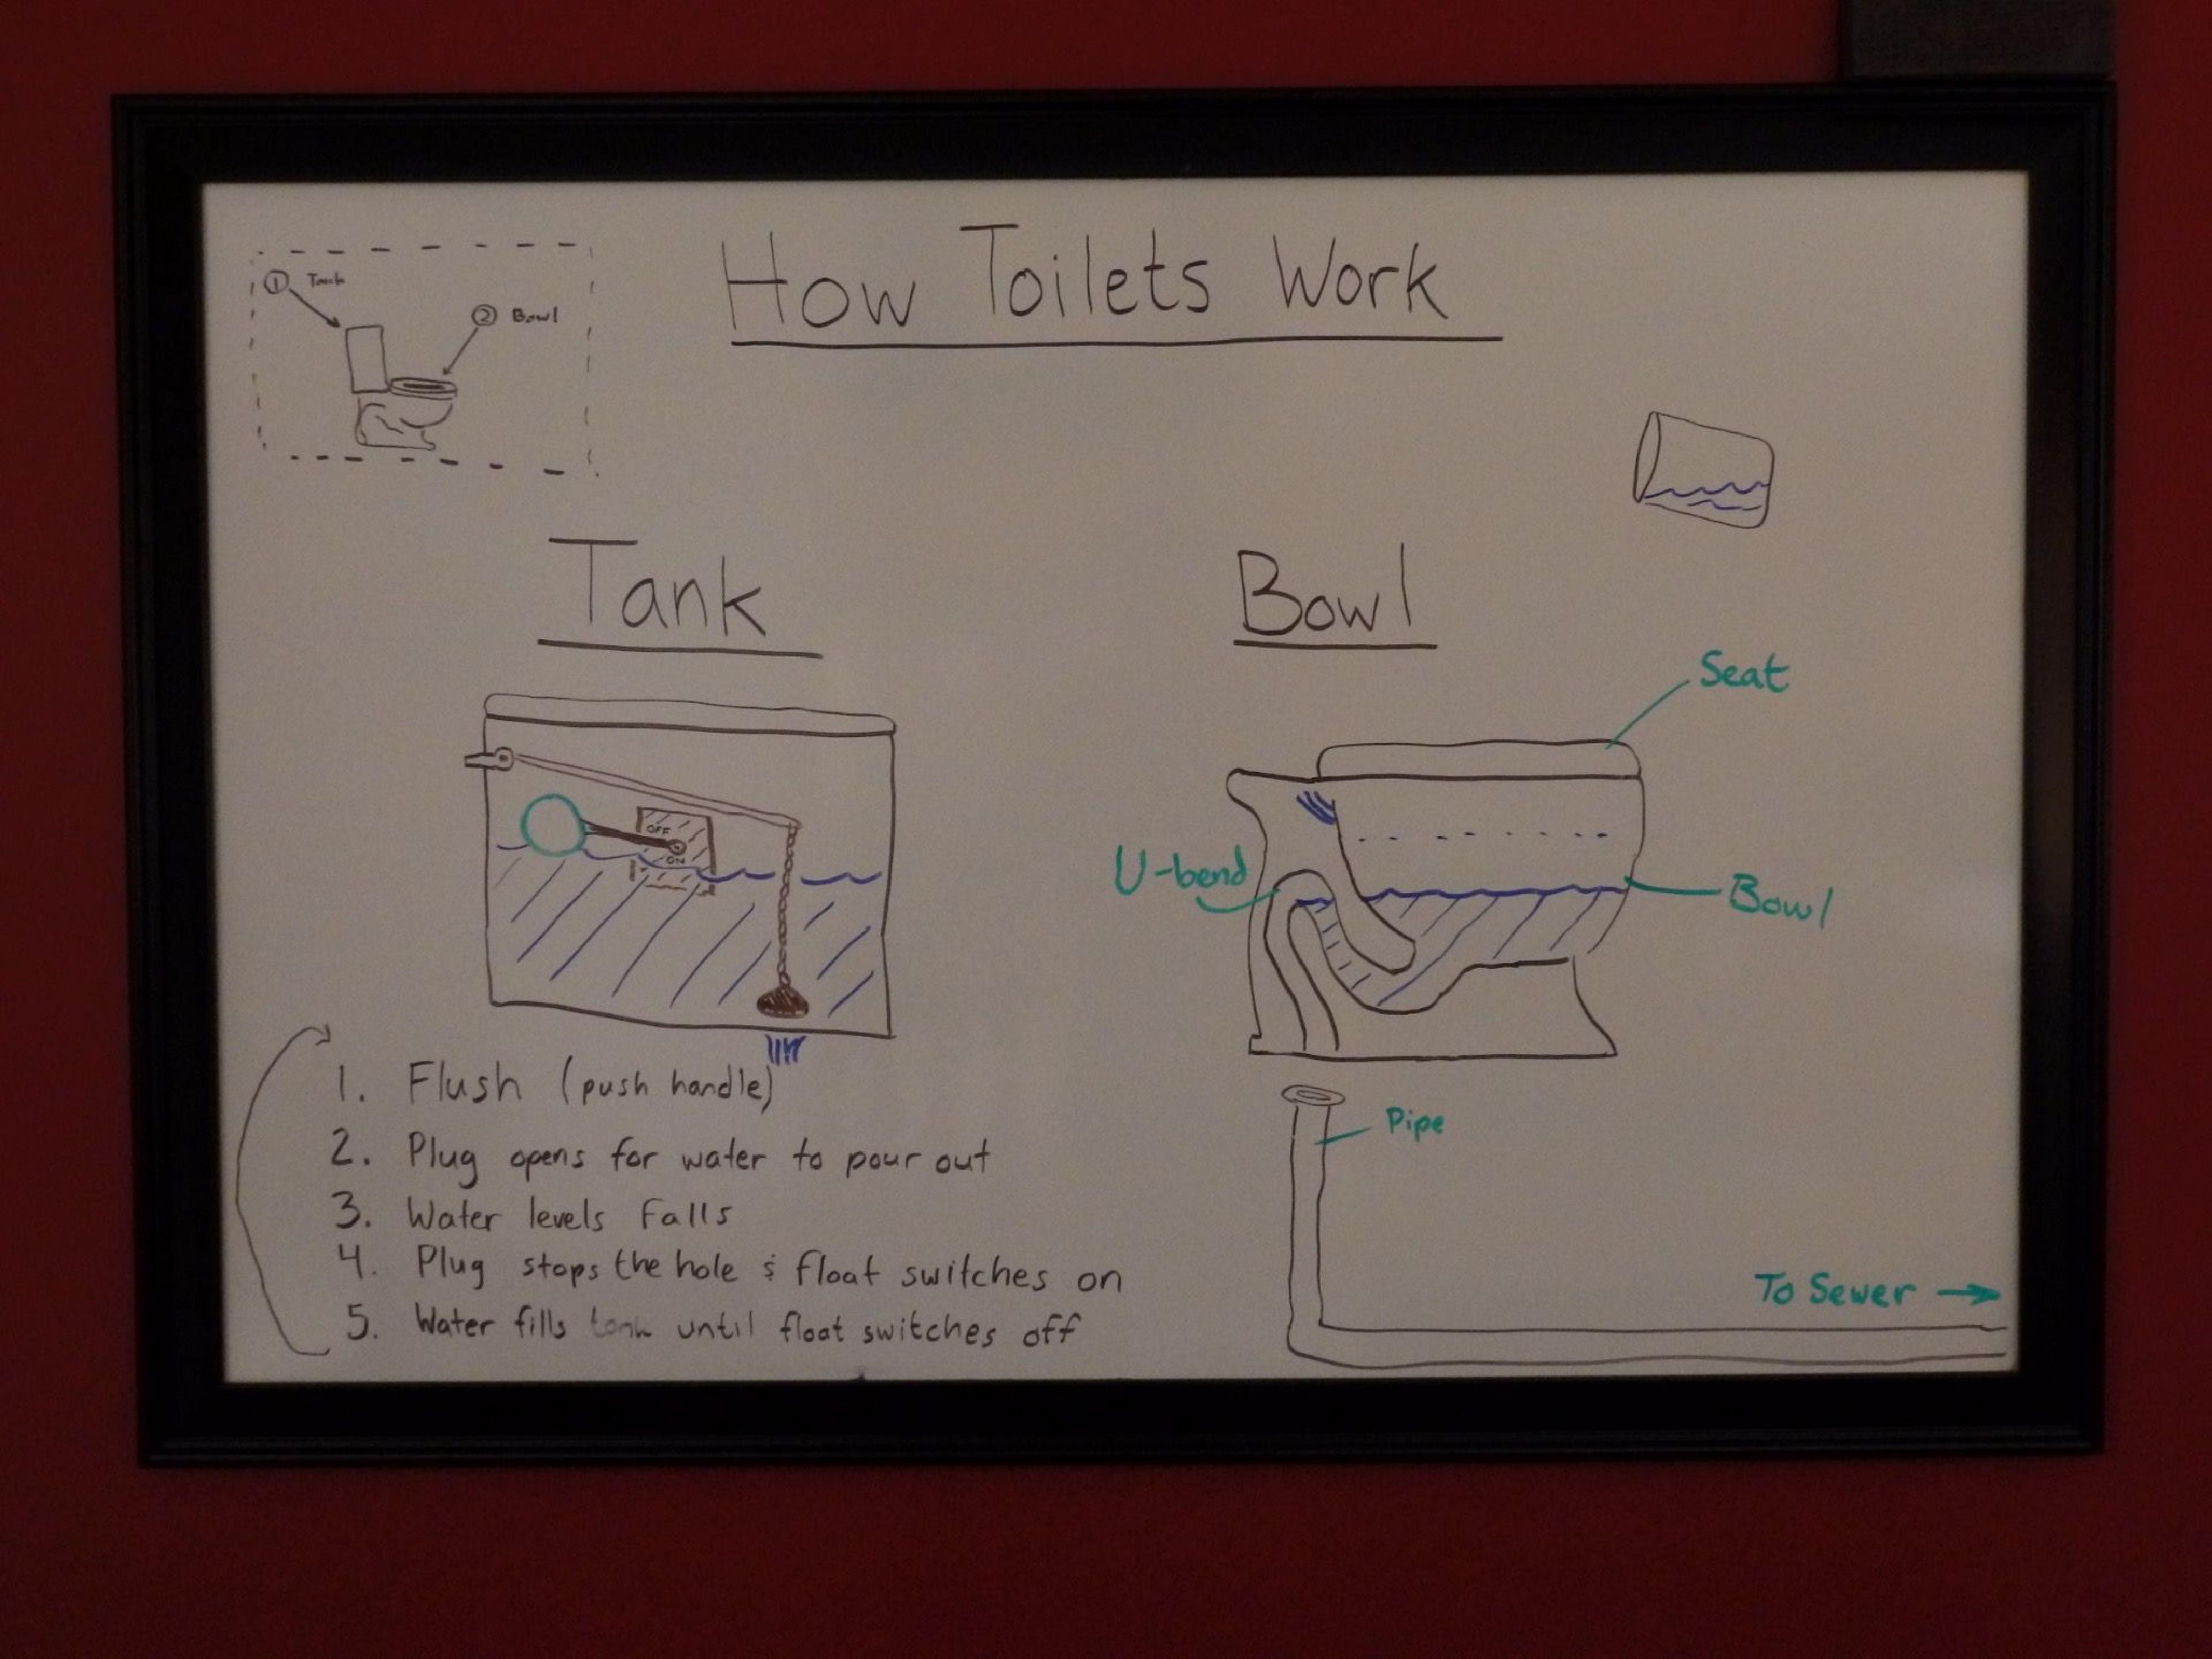 How Toilets Work
① Tank
② Bowl
Tank
OFF
ON
1. Flush (push handle)
2. Plug opens for water to pour out
3. Water levels falls
4. Plug stops the hole & float switches on
5. Water fills tank until float switches off
Bowl
Seat
U-bend
Bowl
Pipe
To Sewer →